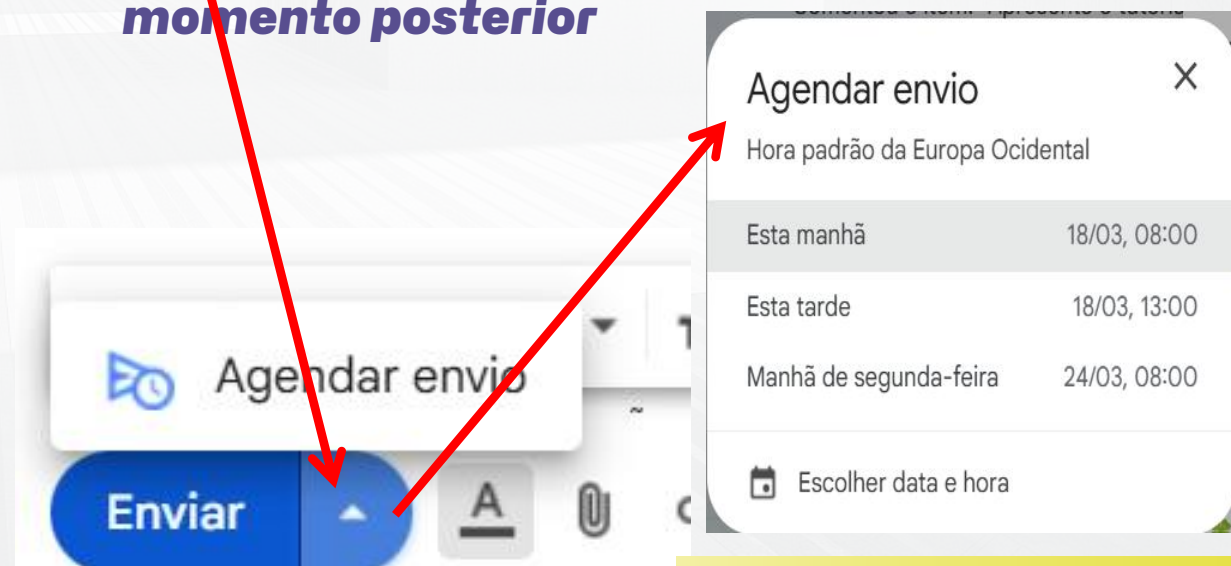 momento posterior
Agendar envio
Enviar
A
Agendar envio
Hora padrão da Europa Ocidental
Esta manhã 18/03, 08:00
Esta tarde 18/03, 13:00
Manhã de segunda-feira 24/03, 08:00
Escolher data e hora